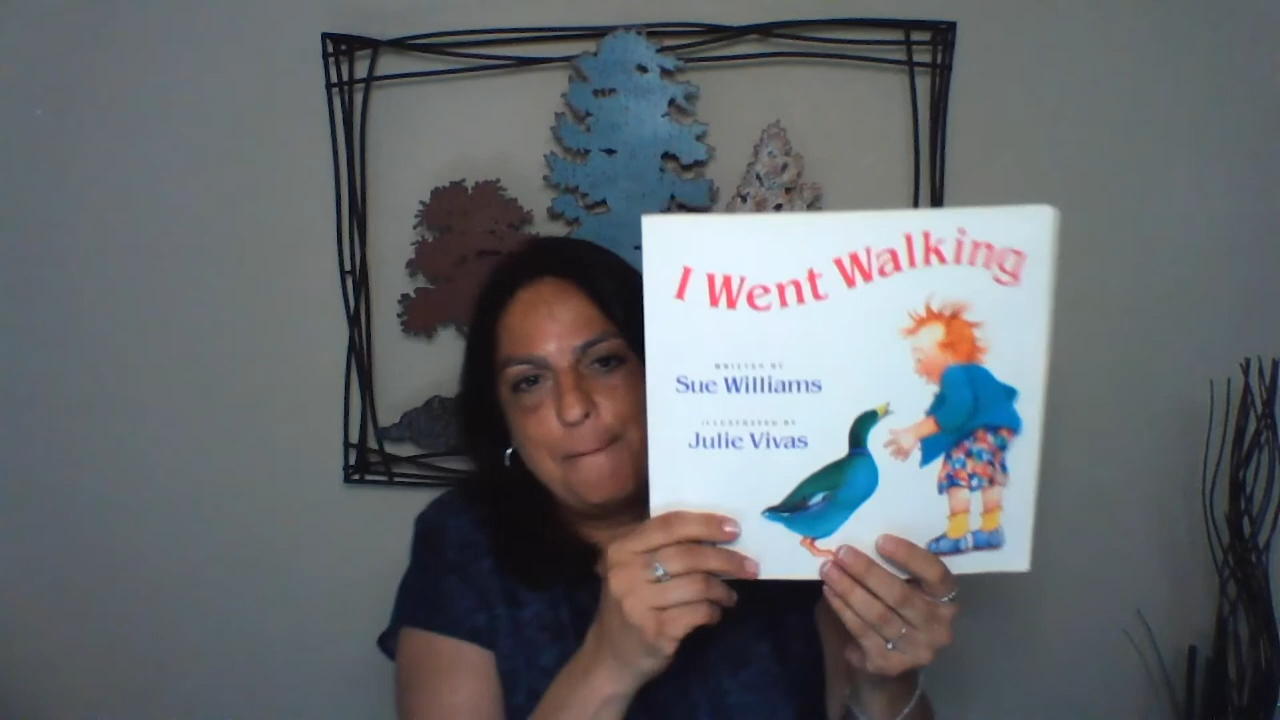 I Went Walking
WRITTEN BY
Sue Williams
ILLUSTRATED BY
Julie Vivas